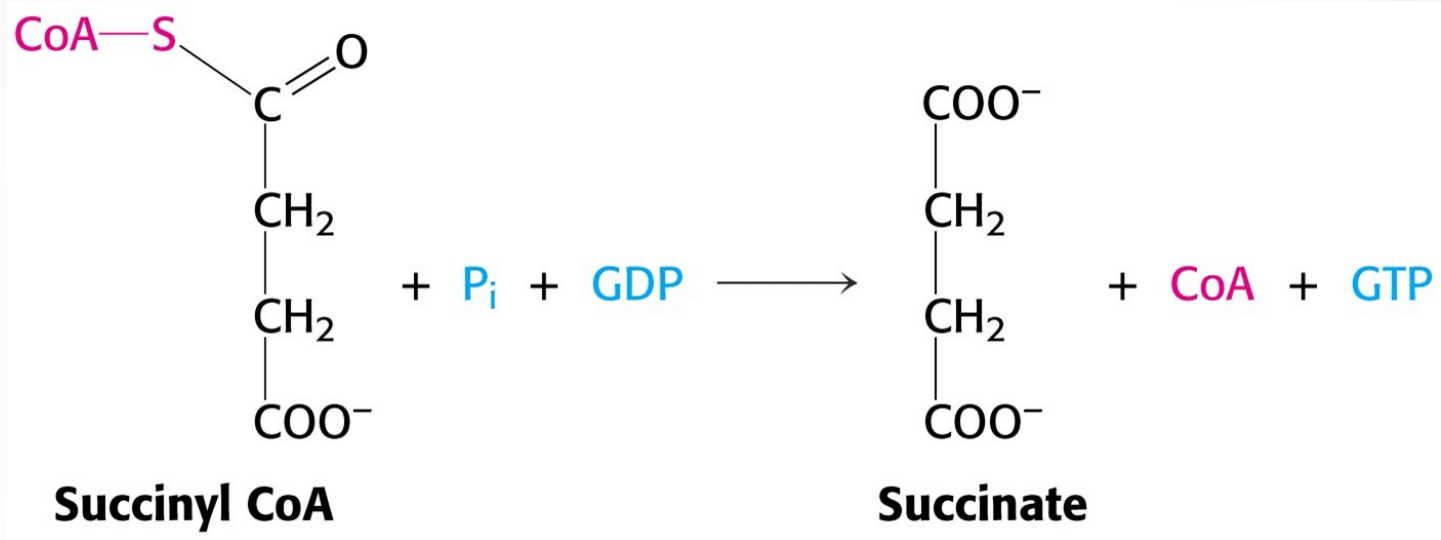 CoA—S
O
C
COO⁻
CH₂
CH₂
CH₂ + Pᵢ + GDP ⟶ CH₂ + CoA + GTP
COO⁻
COO⁻
Succinyl CoA
Succinate